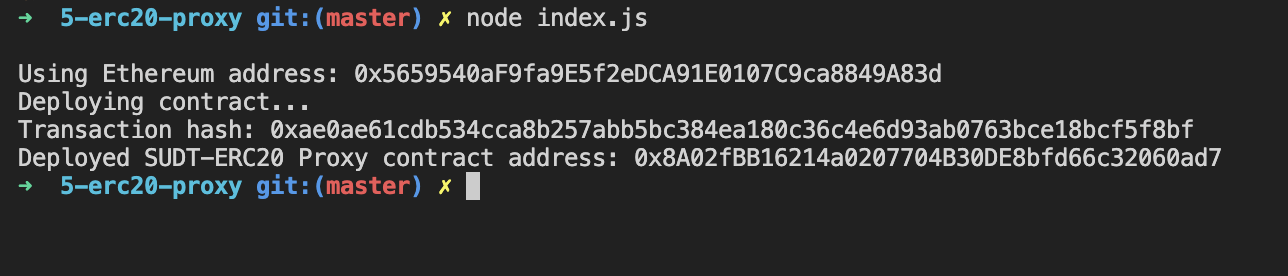 ➜  5-erc20-proxy git:(master) ✗ node index.js
Using Ethereum address: 0x5659540aF9fa9E5f2eDCA91E0107C9ca8849A83d
Deploying contract...
Transaction hash: 0xae0ae61cdb534cca8b257abb5bc384ea180c36c4e6d93ab0763bce18bcf5f8bf
Deployed SUDT-ERC20 Proxy contract address: 0x8A02fBB16214a0207704B30DE8bfd66c32060ad7
➜  5-erc20-proxy git:(master) ✗